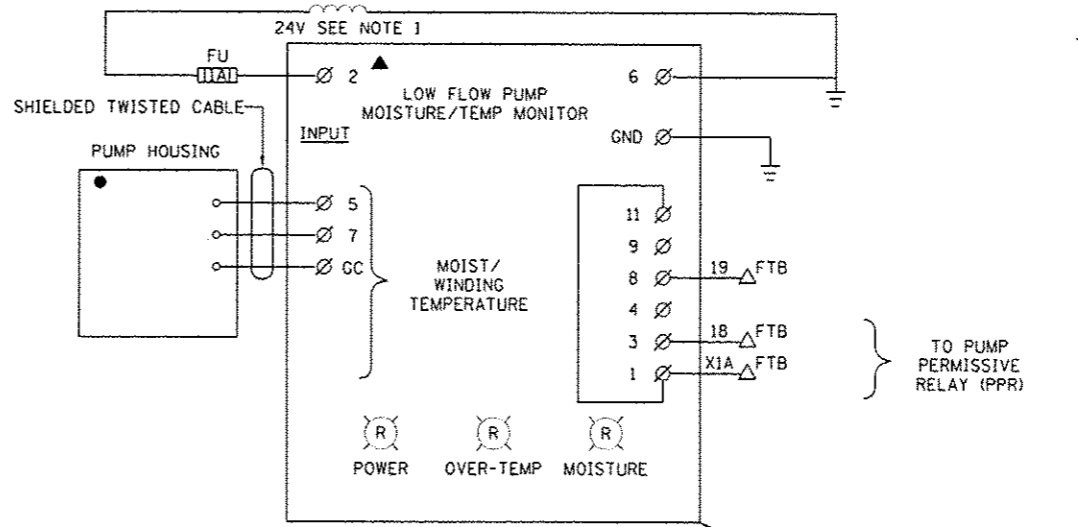 24V SEE NOTE 1
FU
1A
2
6
LOW FLOW PUMP
MOISTURE/TEMP MONITOR
SHIELDED TWISTED CABLE
INPUT
GND
PUMP HOUSING
5
7
GC
MOIST/
WINDING
TEMPERATURE
11
9
8 19 FTB
4
3 18 FTB
1 X1A FTB
TO PUMP
PERMISSIVE
RELAY (PPR)
R R R
POWER OVER-TEMP MOISTURE